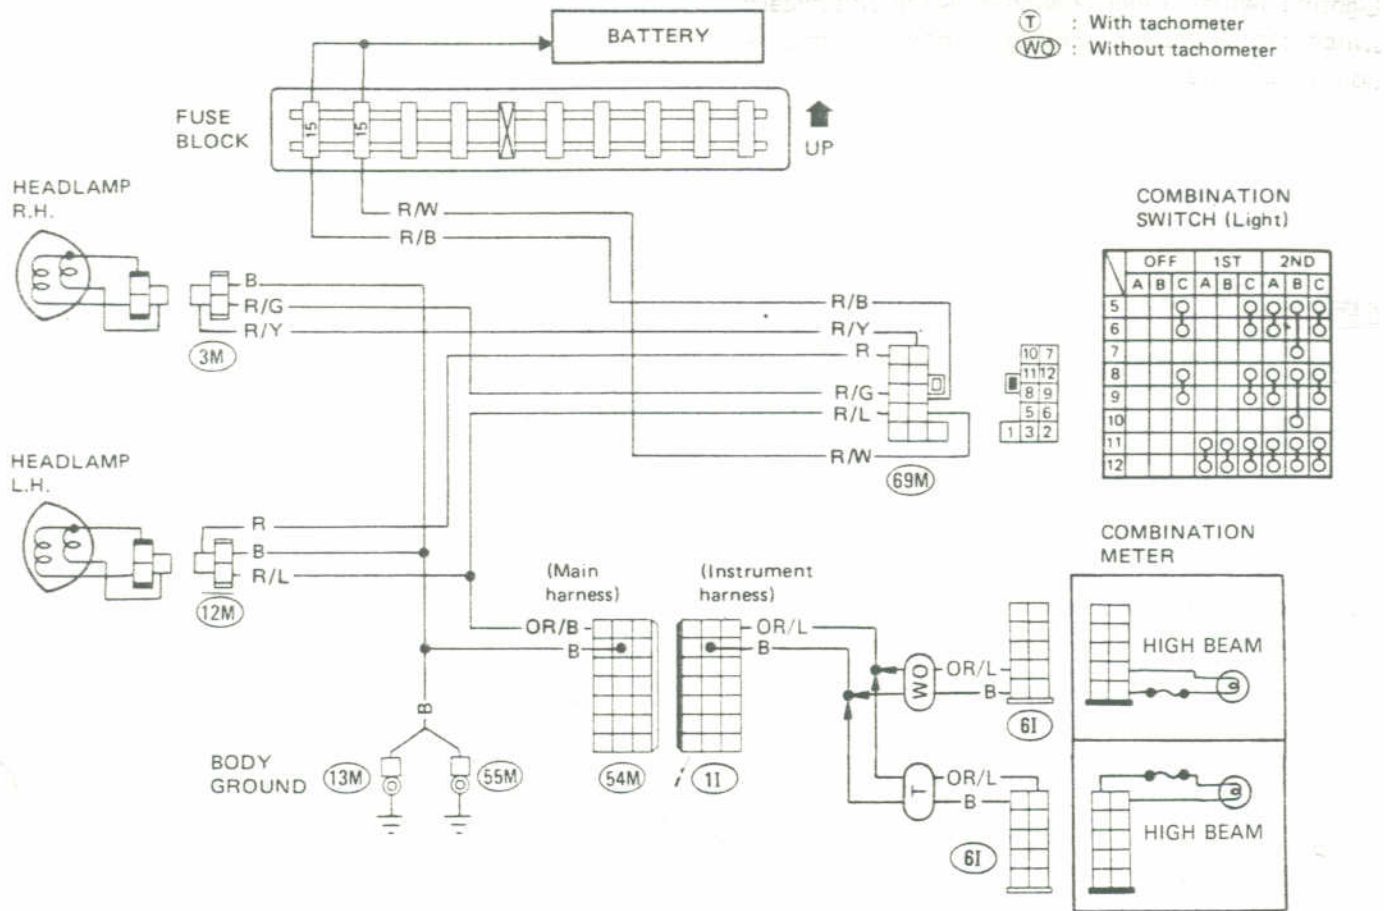 T : With tachometer
WO : Without tachometer
BATTERY
FUSE
BLOCK
15 15
UP
HEADLAMP
R.H.
R/W
R/B
B
R/G
R/Y
3M
R/B
R/Y
R
R/G
R/L
R/W
69M
10 7
11 12
8 9
5 6
1 3 2
COMBINATION
SWITCH (Light)
OFF 1ST 2ND
A B C A B C A B C
5
6
7
8
9
10
11
12
HEADLAMP
L.H.
R
B
R/L
12M
(Main
harness)
(Instrument
harness)
OR/B
B
OR/L
B
54M
1I
B
BODY
GROUND
13M
55M
WO
OR/L
B
6I
T
OR/L
B
6I
COMBINATION
METER
HIGH BEAM
HIGH BEAM